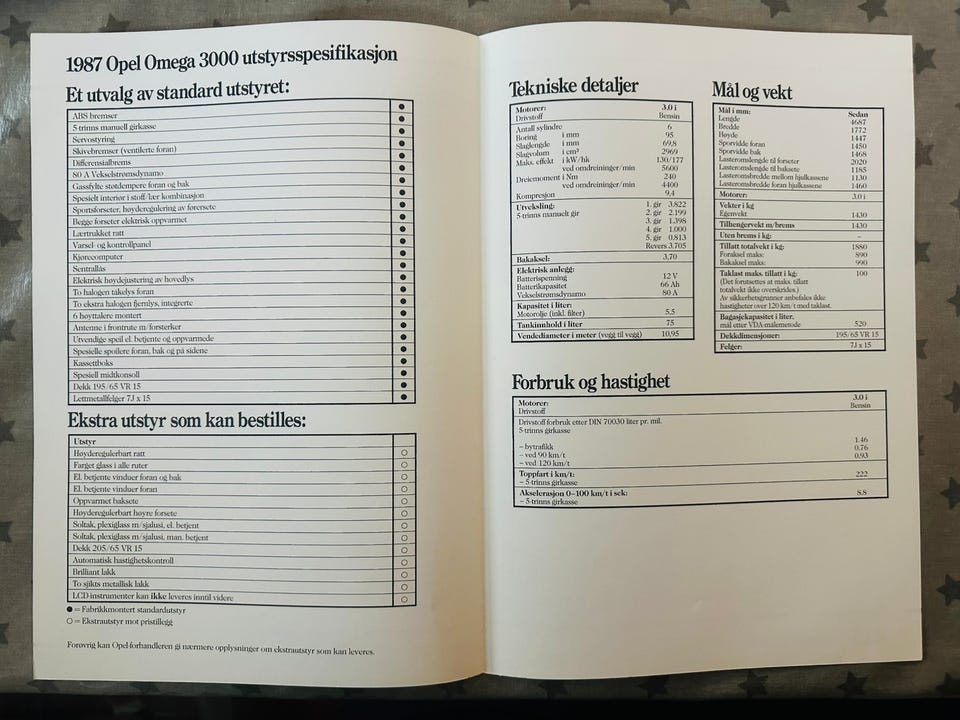 1987 Opel Omega 3000 utstyrsspesifikasjon
Et utvalg av standard utstyret:
ABS bremser ●
5 trinns manuell girkasse ●
Servostyring ●
Skivebremser (ventilerte foran) ●
Differensialbrems ●
80 A Vekselstrømsdynamo ●
Gassfylte støtdempere foran og bak ●
Spesielt interiør i stoff/lær kombinasjon ●
Sportsforseter, høyderegulering av førersete ●
Begge forseter elektrisk oppvarmet ●
Lærtrukket ratt ●
Varsel- og kontrollpanel ●
Kjørecomputer ●
Sentrallås ●
Elektrisk høydejustering av hovedlys ●
To halogen tåkelys foran ●
To ekstra halogen fjernlys, integrerte ●
6 høyttalere montert ●
Antenne i frontrute m/forsterker ●
Utvendige speil el. betjente og oppvarmede ●
Spesielle spoilere foran, bak og på sidene ●
Kassettboks ●
Spesiell midtkonsoll ●
Dekk 195/65 VR 15 ●
Lettmetallfelger 7J x 15 ●
Ekstra utstyr som kan bestilles:
Utstyr
Høyderegulerbart ratt ○
Farget glass i alle ruter ○
El. betjente vinduer foran og bak ○
El. betjente vinduer foran ○
Oppvarmet baksete ○
Høyderegulerbart høyre forsete ○
Soltak, plexiglass m/sjalusi, el. betjent ○
Soltak, plexiglass m/sjalusi, man. betjent ○
Dekk 205/65 VR 15 ○
Automatisk hastighetskontroll ○
Brilliant lakk ○
To sjikts metallisk lakk ○
LCD instrumenter kan ikke leveres inntil videre ○
● = Fabrikkmontert standardutstyr
○ = Ekstrautstyr mot pristillegg
Forøvrig kan Opel-forhandleren gi nærmere opplysninger om ekstrautstyr som kan leveres.
Tekniske detaljer
Motorer: 3.0 i
Drivstoff Bensin
Antall sylindre 6
Boring i mm 95
Slaglengde i mm 69,8
Slagvolum i cm³ 2969
Maks. effekt i kW/hk 130/177
ved omdreininger/min 5600
Dreiemoment i Nm 240
ved omdreininger/min 4400
Kompresjon 9,4
Utveksling: 1. gir 3.822
5-trinns manuelt gir 2. gir 2.199
3. gir 1.398
4. gir 1.000
5. gir 0.813
Revers 3.705
Bakaksel: 3,70
Elektrisk anlegg:
Batterispenning 12 V
Batterikapasitet 66 Ah
Vekselstrømsdynamo 80 A
Kapasitet i liter:
Motorolje (inkl. filter) 5,5
Tankinnhold i liter 75
Vendediameter i meter (vegg til vegg) 10,95
Mål og vekt
Mål i mm: Sedan
Lengde 4687
Bredde 1772
Høyde 1447
Sporvidde foran 1450
Sporvidde bak 1468
Lasteromslengde til forseter 2020
Lasteromslengde til baksete 1185
Lasteromsbredde mellom hjulkassene 1130
Lasteromsbredde foran hjulkassene 1460
Motorer: 3.0 i
Vekter i kg
Egenvekt 1430
Tilhengervekt m/brems 1430
Uten brems i kg: –
Tillatt totalvekt i kg: 1880
Foraksel maks: 890
Bakaksel maks: 990
Taklast maks. tillatt i kg: 100
(Det forutsettes at maks. tillatt
totalvekt ikke overskrides.)
Av sikkerhetsgrunner anbefales ikke
hastigheter over 120 km/t med taklast.
Bagasjekapasitet i liter.
mål etter VDA-målemetode 520
Dekkdimensjoner: 195/65 VR 15
Felger: 7J x 15
Forbruk og hastighet
Motorer: 3.0 i
Drivstoff Bensin
Drivstoff forbruk etter DIN 70030 liter pr. mil.
5-trinns girkasse
– bytrafikk 1.46
– ved 90 km/t 0.76
– ved 120 km/t 0.93
Toppfart i km/t: 222
– 5-trinns girkasse
Akselerasjon 0–100 km/t i sek: 8.8
– 5-trinns girkasse